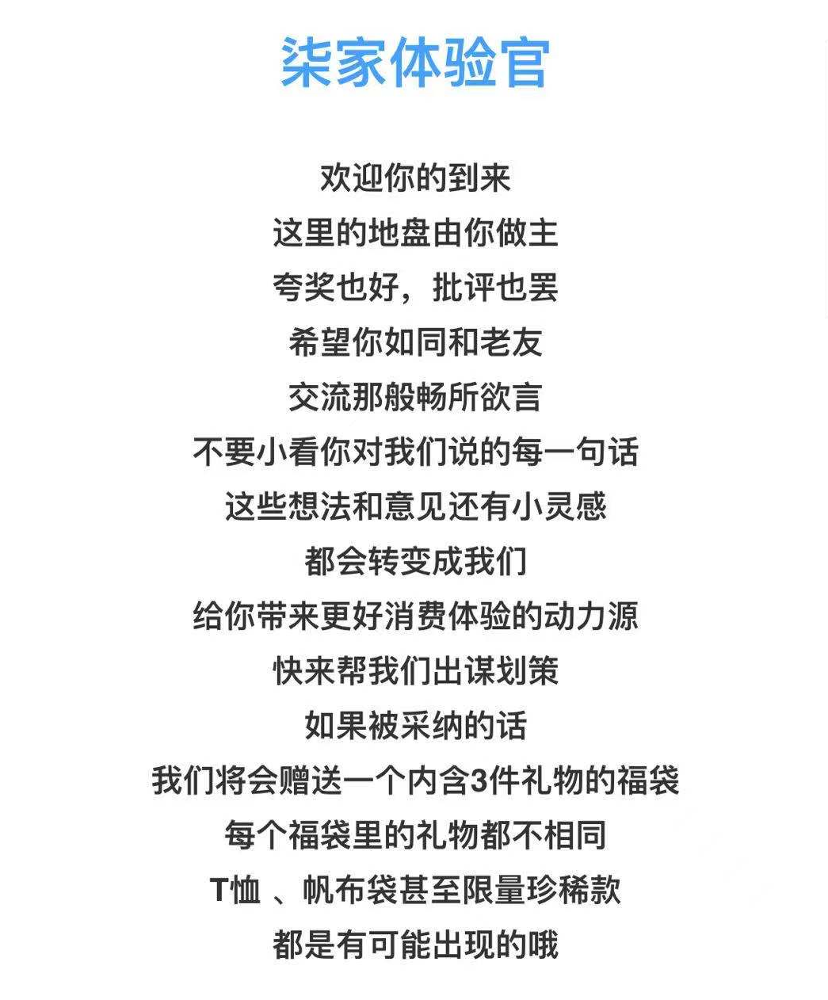 柒家体验官
欢迎你的到来
这里的地盘由你做主
夸奖也好，批评也罢
希望你如同和老友
交流那般畅所欲言
不要小看你对我们说的每一句话
这些想法和意见还有小灵感
都会转变成我们
给你带来更好消费体验的动力源
快来帮我们出谋划策
如果被采纳的话
我们将会赠送一个内含3件礼物的福袋
每个福袋里的礼物都不相同
T恤 、帆布袋甚至限量珍稀款
都是有可能出现的哦